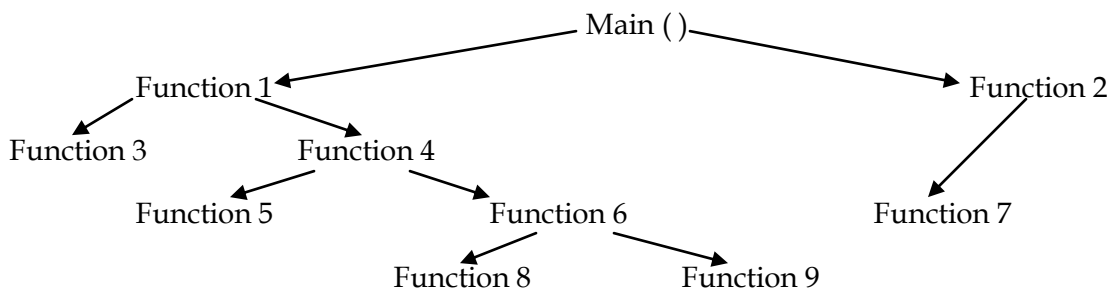 Main ( )
Function 1 Function 2
Function 3 Function 4
Function 5 Function 6 Function 7
Function 8 Function 9